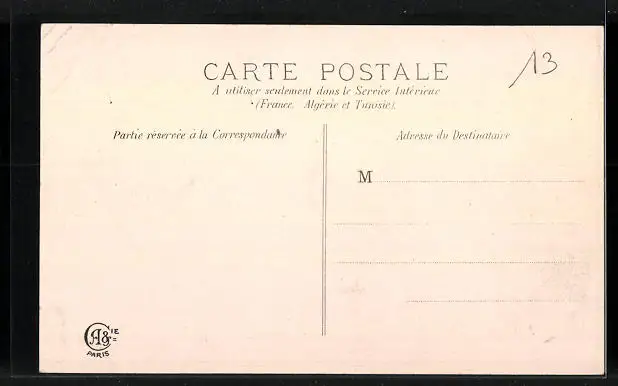 13
CARTE POSTALE
A utiliser seulement dans le Service Intérieur
(France, Algérie et Tunisie).
Partie réservée à la Correspondance
Adresse du Destinataire
M
A & CIE
PARIS